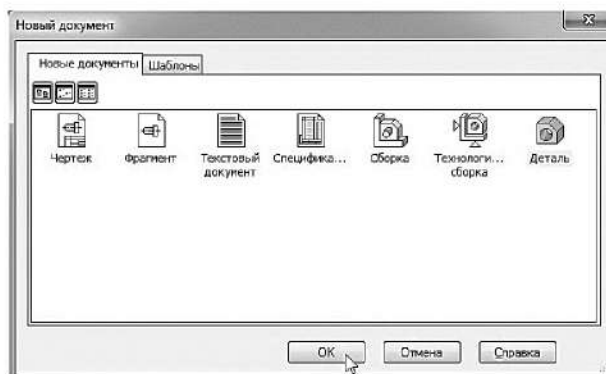 Новый документ
Новые документы Шаблоны
Чертеж Фрагмент Текстовый документ Специфика... Сборка Технологи... сборка Деталь
ОК Отмена Справка